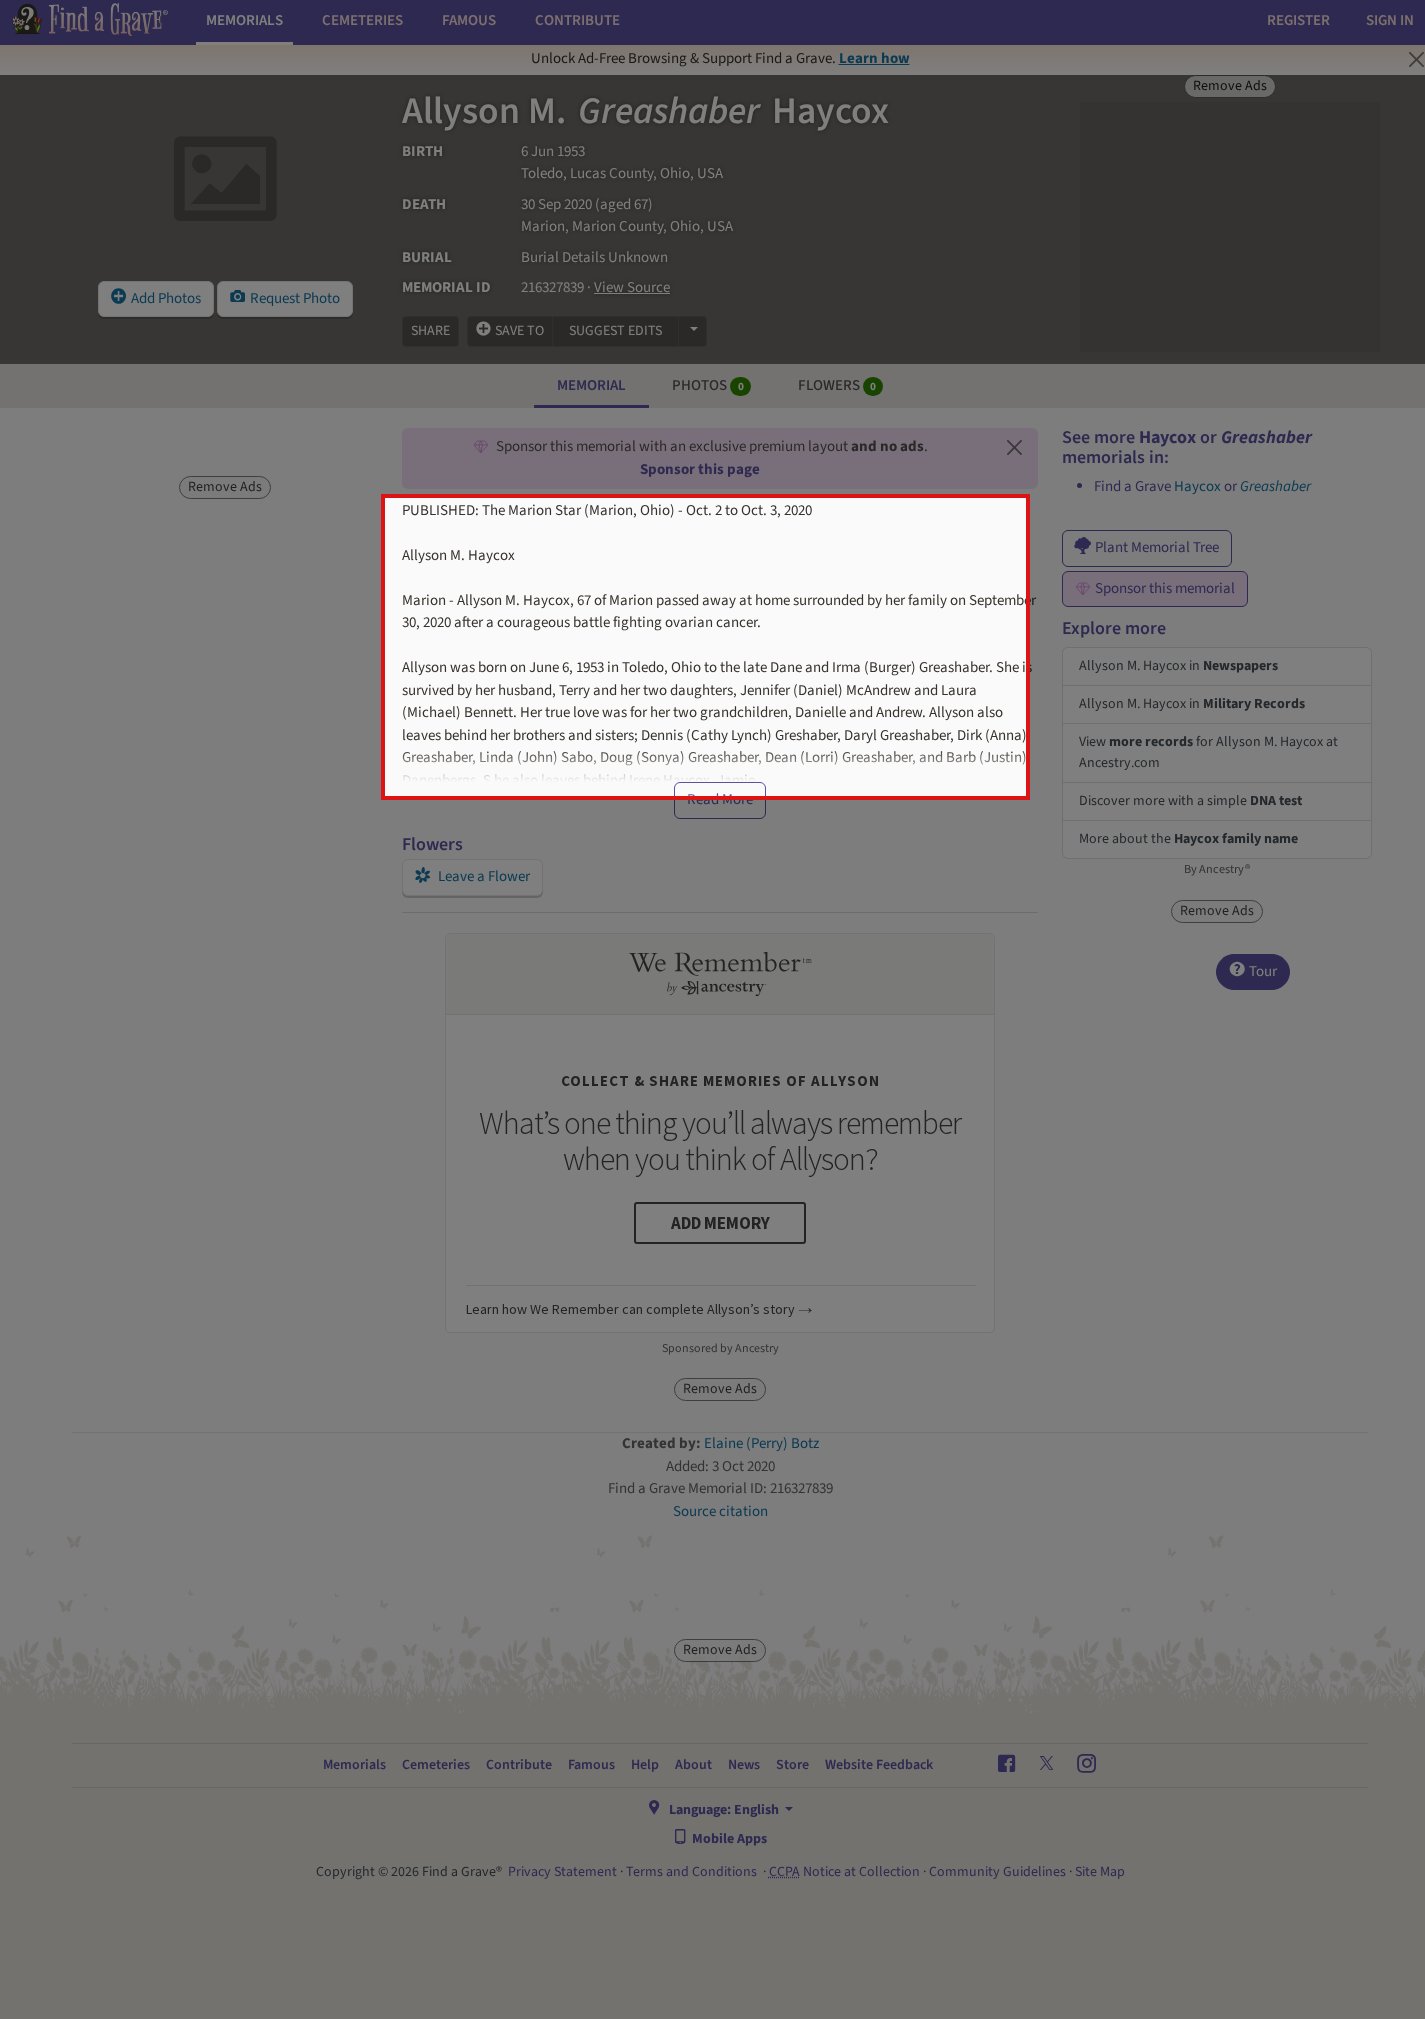 Find a Grave®
MEMORIALS
CEMETERIES
FAMOUS
CONTRIBUTE
REGISTER
SIGN IN
Unlock Ad-Free Browsing & Support Find a Grave. Learn how
Remove Ads
Allyson M. Greashaber Haycox
BIRTH 6 Jun 1953
Toledo, Lucas County, Ohio, USA
DEATH 30 Sep 2020 (aged 67)
Marion, Marion County, Ohio, USA
BURIAL Burial Details Unknown
MEMORIAL ID 216327839 · View Source
Add Photos
Request Photo
SHARE
SAVE TO
SUGGEST EDITS
MEMORIAL
PHOTOS 0
FLOWERS 0
Remove Ads
Sponsor this memorial with an exclusive premium layout and no ads.
Sponsor this page
PUBLISHED: The Marion Star (Marion, Ohio) - Oct. 2 to Oct. 3, 2020
Allyson M. Haycox
Marion - Allyson M. Haycox, 67 of Marion passed away at home surrounded by her family on September
30, 2020 after a courageous battle fighting ovarian cancer.
Allyson was born on June 6, 1953 in Toledo, Ohio to the late Dane and Irma (Burger) Greashaber. She is
survived by her husband, Terry and her two daughters, Jennifer (Daniel) McAndrew and Laura
(Michael) Bennett. Her true love was for her two grandchildren, Danielle and Andrew. Allyson also
leaves behind her brothers and sisters; Dennis (Cathy Lynch) Greshaber, Daryl Greashaber, Dirk (Anna)
Greashaber, Linda (John) Sabo, Doug (Sonya) Greashaber, Dean (Lorri) Greashaber, and Barb (Justin)
Read More
Flowers
Leave a Flower
See more Haycox or Greashaber
memorials in:
• Find a Grave Haycox or Greashaber
Plant Memorial Tree
Sponsor this memorial
Explore more
Allyson M. Haycox in Newspapers
Allyson M. Haycox in Military Records
View more records for Allyson M. Haycox at
Ancestry.com
Discover more with a simple DNA test
More about the Haycox family name
By Ancestry®
Remove Ads
Tour
We Remember™
by ancestry
COLLECT & SHARE MEMORIES OF ALLYSON
What’s one thing you’ll always remember
when you think of Allyson?
ADD MEMORY
Learn how We Remember can complete Allyson’s story →
Sponsored by Ancestry
Remove Ads
Created by: Elaine (Perry) Botz
Added: 3 Oct 2020
Find a Grave Memorial ID: 216327839
Source citation
Remove Ads
Memorials Cemeteries Contribute Famous Help About News Store Website Feedback
Language: English
Mobile Apps
Copyright © 2026 Find a Grave® Privacy Statement · Terms and Conditions · CCPA Notice at Collection · Community Guidelines · Site Map